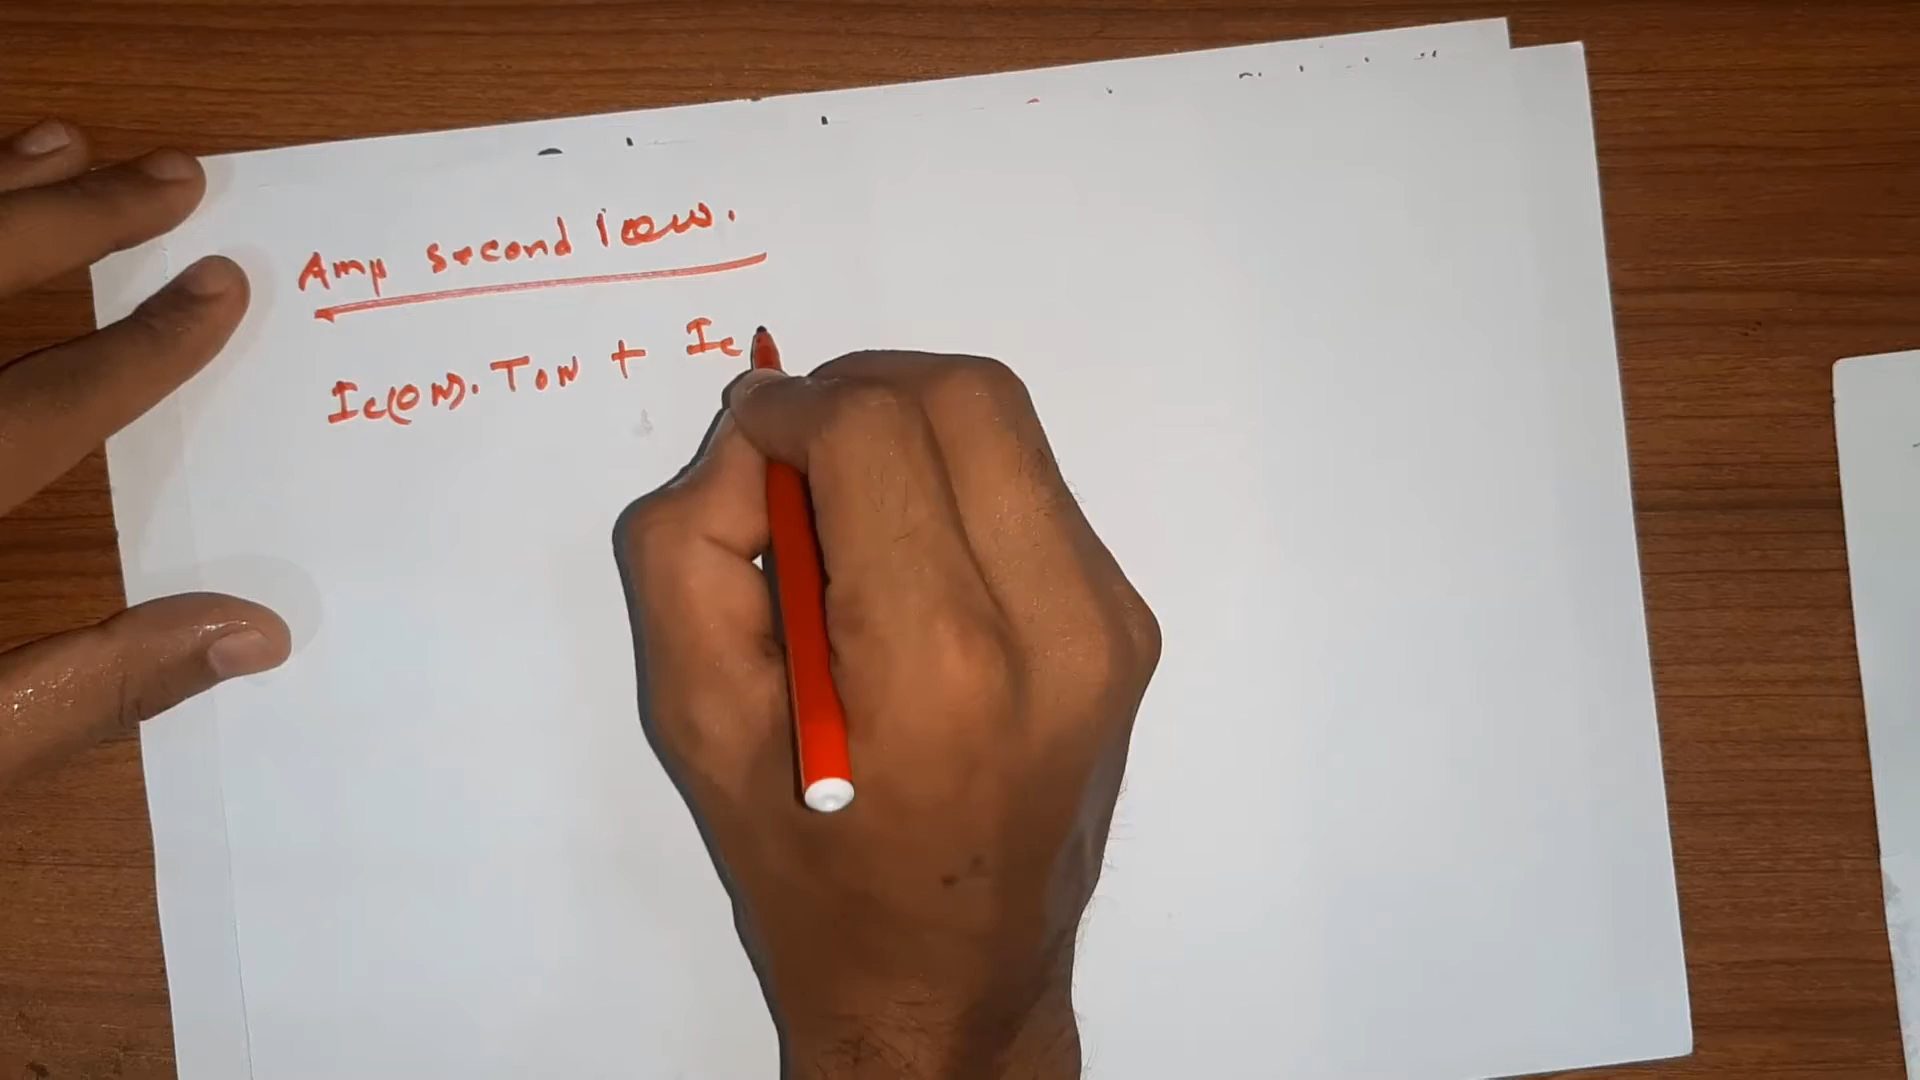 Amp second law.
Ic(ON). TON + Ic